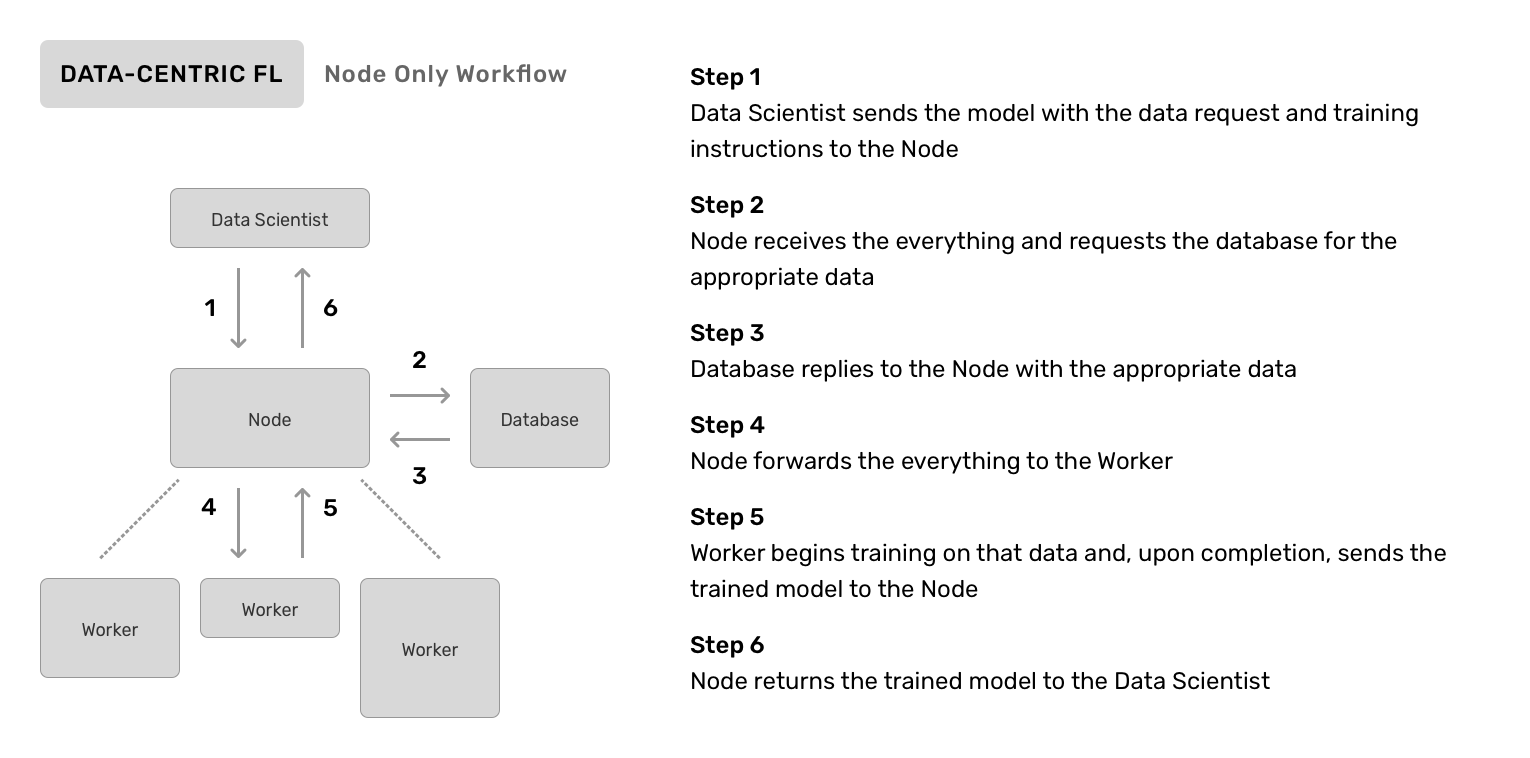 DATA-CENTRIC FL
Node Only Workflow
Data Scientist
1
6
2
Node
Database
3
4
5
Worker
Worker
Worker
Step 1
Data Scientist sends the model with the data request and training
instructions to the Node
Step 2
Node receives the everything and requests the database for the
appropriate data
Step 3
Database replies to the Node with the appropriate data
Step 4
Node forwards the everything to the Worker
Step 5
Worker begins training on that data and, upon completion, sends the
trained model to the Node
Step 6
Node returns the trained model to the Data Scientist